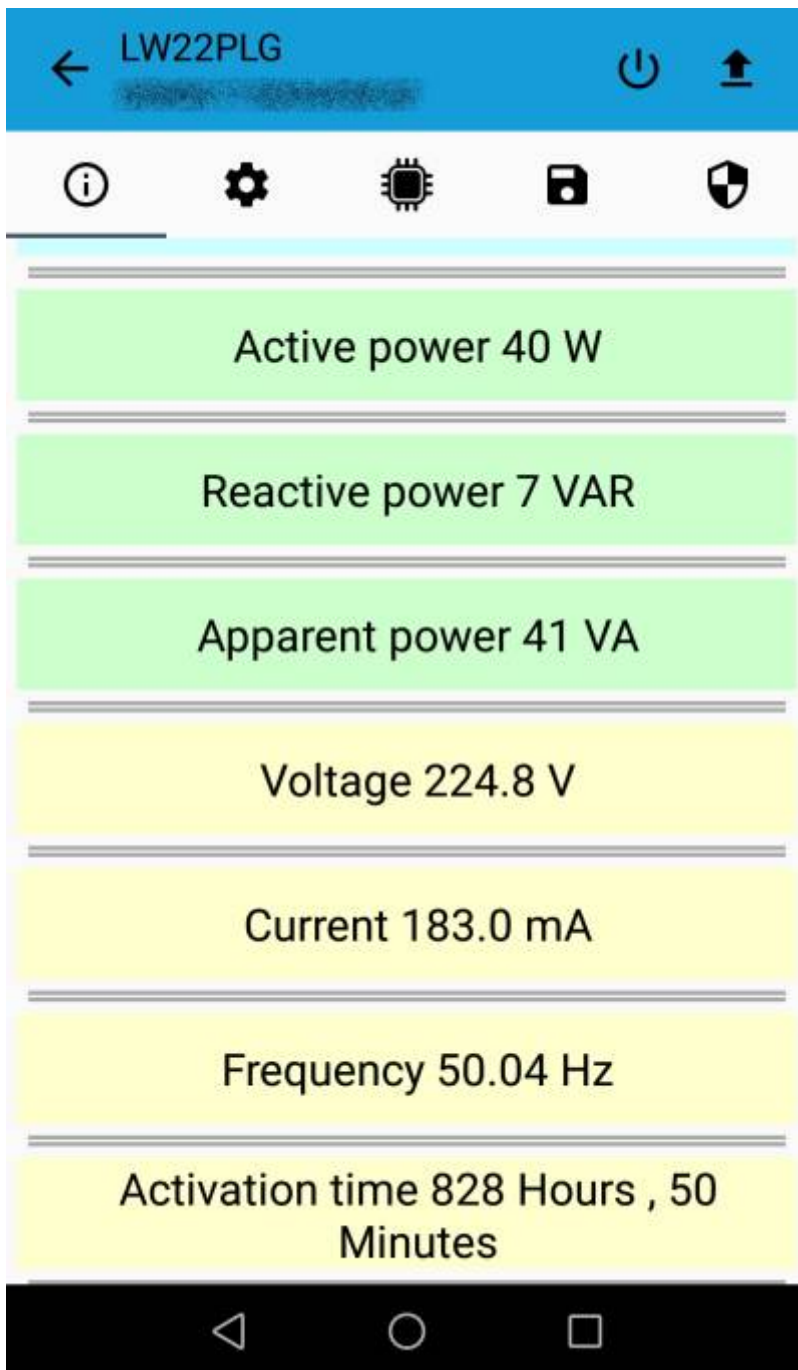 LW22PLG
Active power 40 W
Reactive power 7 VAR
Apparent power 41 VA
Voltage 224.8 V
Current 183.0 mA
Frequency 50.04 Hz
Activation time 828 Hours , 50
Minutes